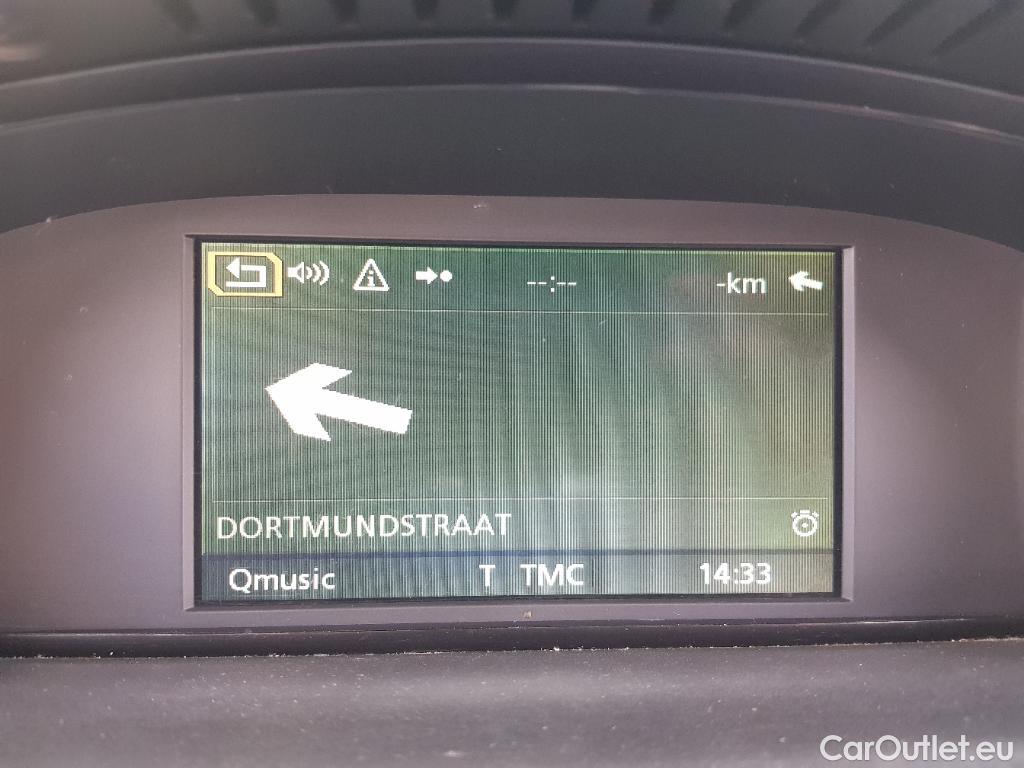 --:-- -km
DORTMUNDSTRAAT
Qmusic T TMC 14:33
CarOutlet.eu